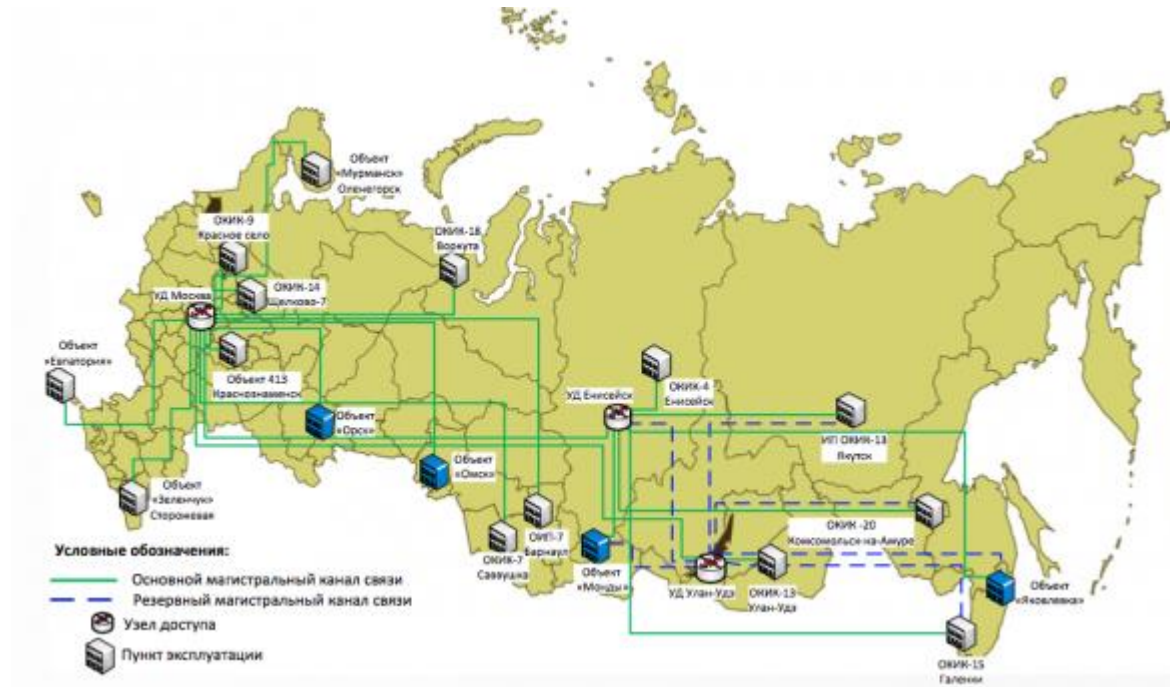 Объект
«Мурманск»
Оленегорск
ОКИК-9
Красное село
ОКИК-18
Воркута
ОКИК-14
Щелково-7
УД Москва
Объект
«Евпатория»
Объект 413
Краснознаменск
ОКИК-4
Енисейск
УД Енисейск
Объект
«Орск»
ИП ОКИК-13
Якутск
Объект
«Омск»
Объект
«Зеленчук»
Сторожевая
ОКИК -20
Комсомольск-на-Амуре
ОИП-7
Барнаул
ОКИК-7
Саввушка
Объект
«Монды»
УД Улан-Удэ
ОКИК-13
Улан-Удэ
Объект
«Яковлевка»
ОКИК-15
Галенки
Условные обозначения:
Основной магистральный канал связи
Резервный магистральный канал связи
Узел доступа
Пункт эксплуатации